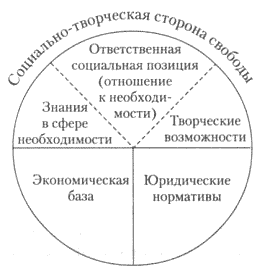 Социально-творческая сторона свободы
Ответственная
социальная позиция
(отношение
к необходи-
мости)
Знания
в сфере
необходимости
Творческие
возможности
Экономическая
база
Юридические
нормативы